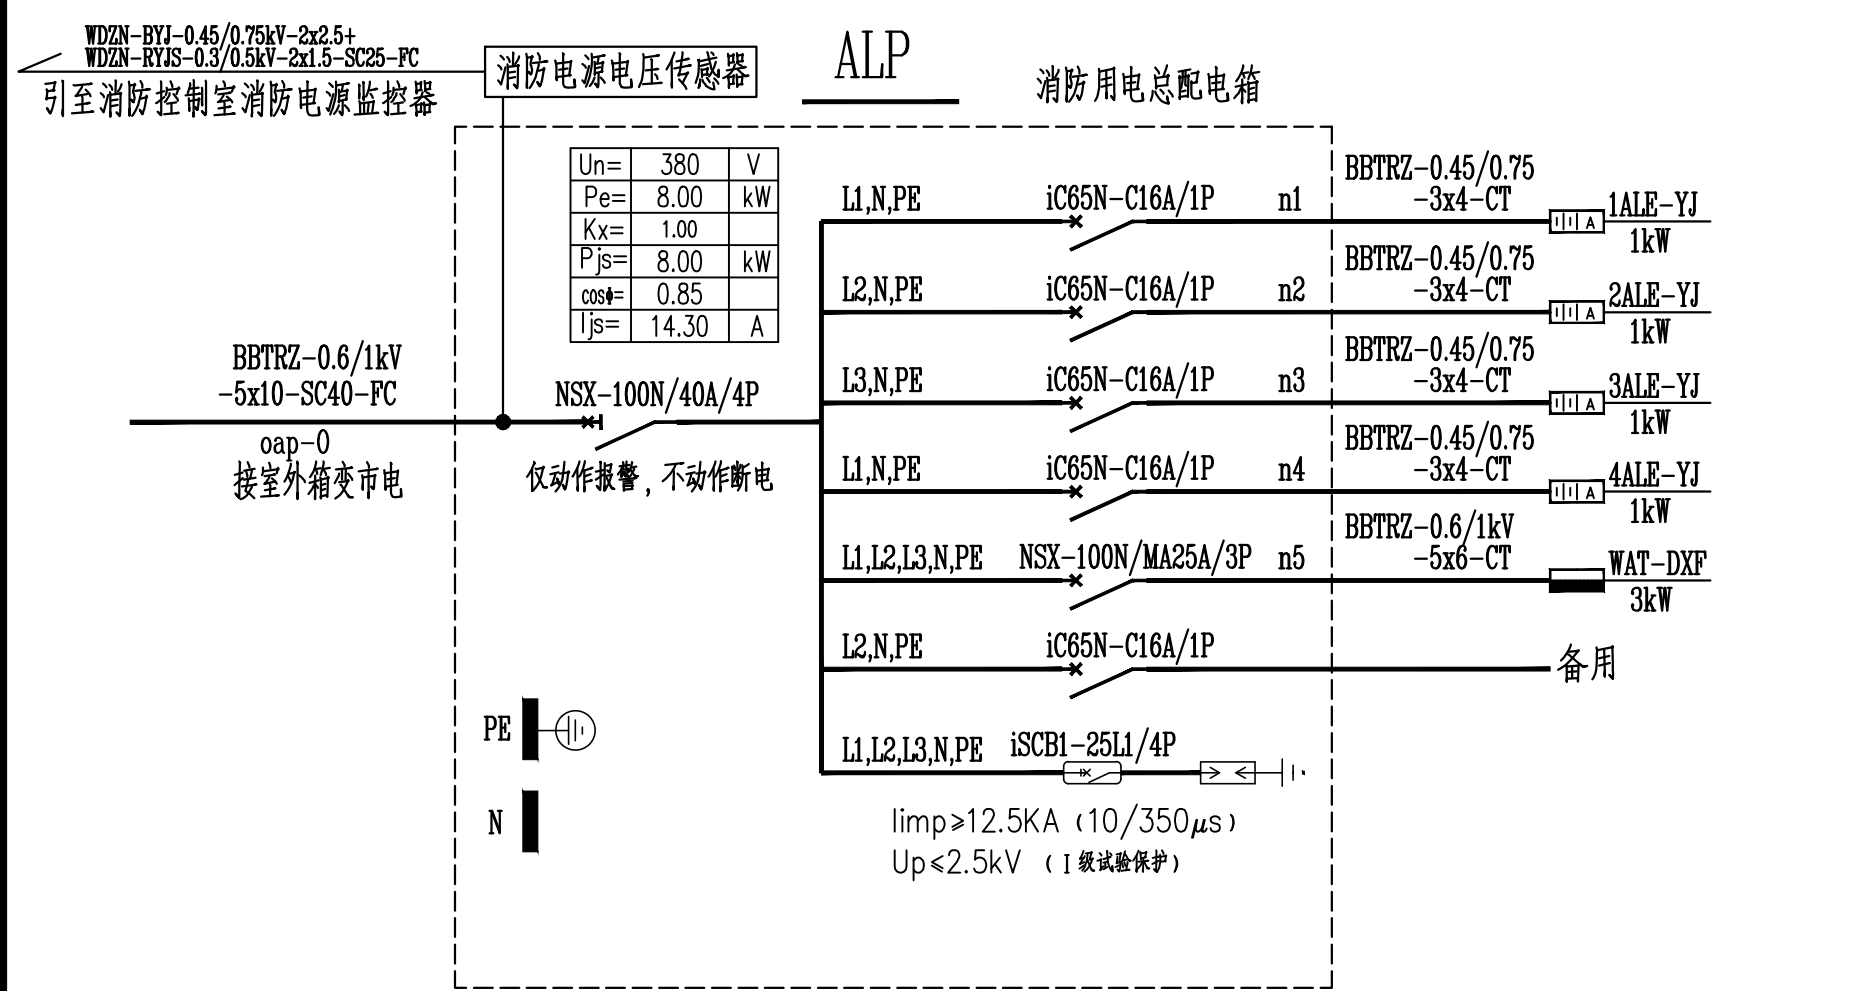 WDZN-BYJ-0.45/0.75kV-2x2.5+
WDZN-RYJS-0.3/0.5kV-2x1.5-SC25-FC
引至消防控制室消防电源监控器
消防电源电压传感器
ALP
消防用电总配电箱
Un= 380 V
Pe= 8.00 kW
Kx= 1.00
Pjs= 8.00 kW
cosΦ= 0.85
Ijs= 14.30 A
BBTRZ-0.6/1kV
-5x10-SC40-FC
oap-0
接室外箱变市电
NSX-100N/40A/4P
仅动作报警，不动作断电
L1,N,PE iC65N-C16A/1P n1
BBTRZ-0.45/0.75
-3x4-CT
A
1ALE-YJ
1kW
L2,N,PE iC65N-C16A/1P n2
BBTRZ-0.45/0.75
-3x4-CT
A
2ALE-YJ
1kW
L3,N,PE iC65N-C16A/1P n3
BBTRZ-0.45/0.75
-3x4-CT
A
3ALE-YJ
1kW
L1,N,PE iC65N-C16A/1P n4
BBTRZ-0.45/0.75
-3x4-CT
A
4ALE-YJ
1kW
L1,L2,L3,N,PE NSX-100N/MA25A/3P n5
BBTRZ-0.6/1kV
-5x6-CT
WAT-DXF
3kW
L2,N,PE iC65N-C16A/1P
备用
PE
N
L1,L2,L3,N,PE iSCB1-25L1/4P
Iimp≥12.5KA（10/350μs）
Up≤2.5kV （I级试验保护）